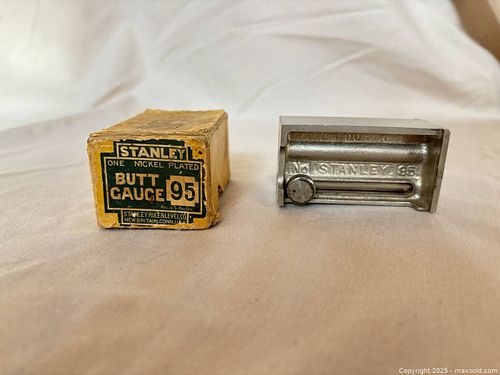 STANLEY
ONE NICKEL PLATED
BUTT
GAUGE 95
STANLEY RULE & LEVEL CO.
NEW BRITAIN, CONN. U.S.A.
No STANLEY 95
Copyright © 2025 - maxsold.com